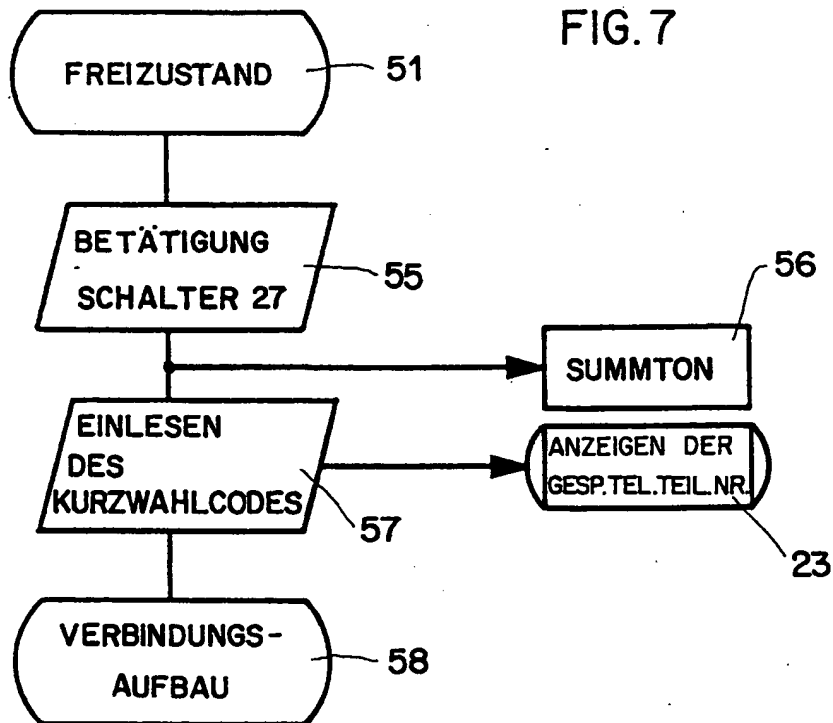 FIG. 7
FREIZUSTAND
51
BETÄTIGUNG
SCHALTER 27
55
56
SUMMTON
EINLESEN
DES
KURZWAHLCODES
57
ANZEIGEN DER
GESP.TEL.TEIL.NR.
23
VERBINDUNGS-
AUFBAU
58